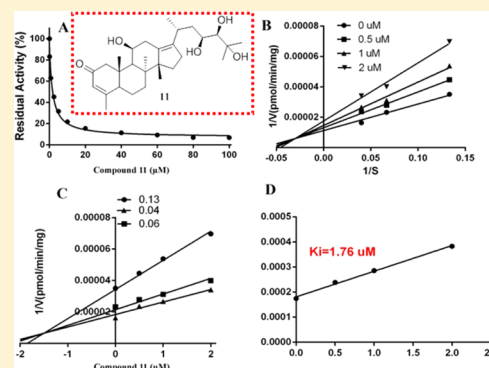 A
Residual Activity (%)
100
80
60
40
20
0
0 20 40 60 80 100
Compound 11 (µM)
HO
OH
OH
OH
O
11
B
1/V(pmol/min/mg)
0.00006
0.00004
0.00002
-0.05 0.00 0.05 0.10 0.15
1/S
0 uM
0.5 uM
1 uM
2 uM
C
1/V(pmol/min/mg)
0.00008
0.00006
0.00004
0.00002
-2 -1 0 1 2
Compound 11 (µM)
0.13
0.04
0.06
D
0.0005
0.0004
0.0003
0.0002
0.0001
0.0000
0.0 0.5 1.0 1.5 2.0
Ki=1.76 uM